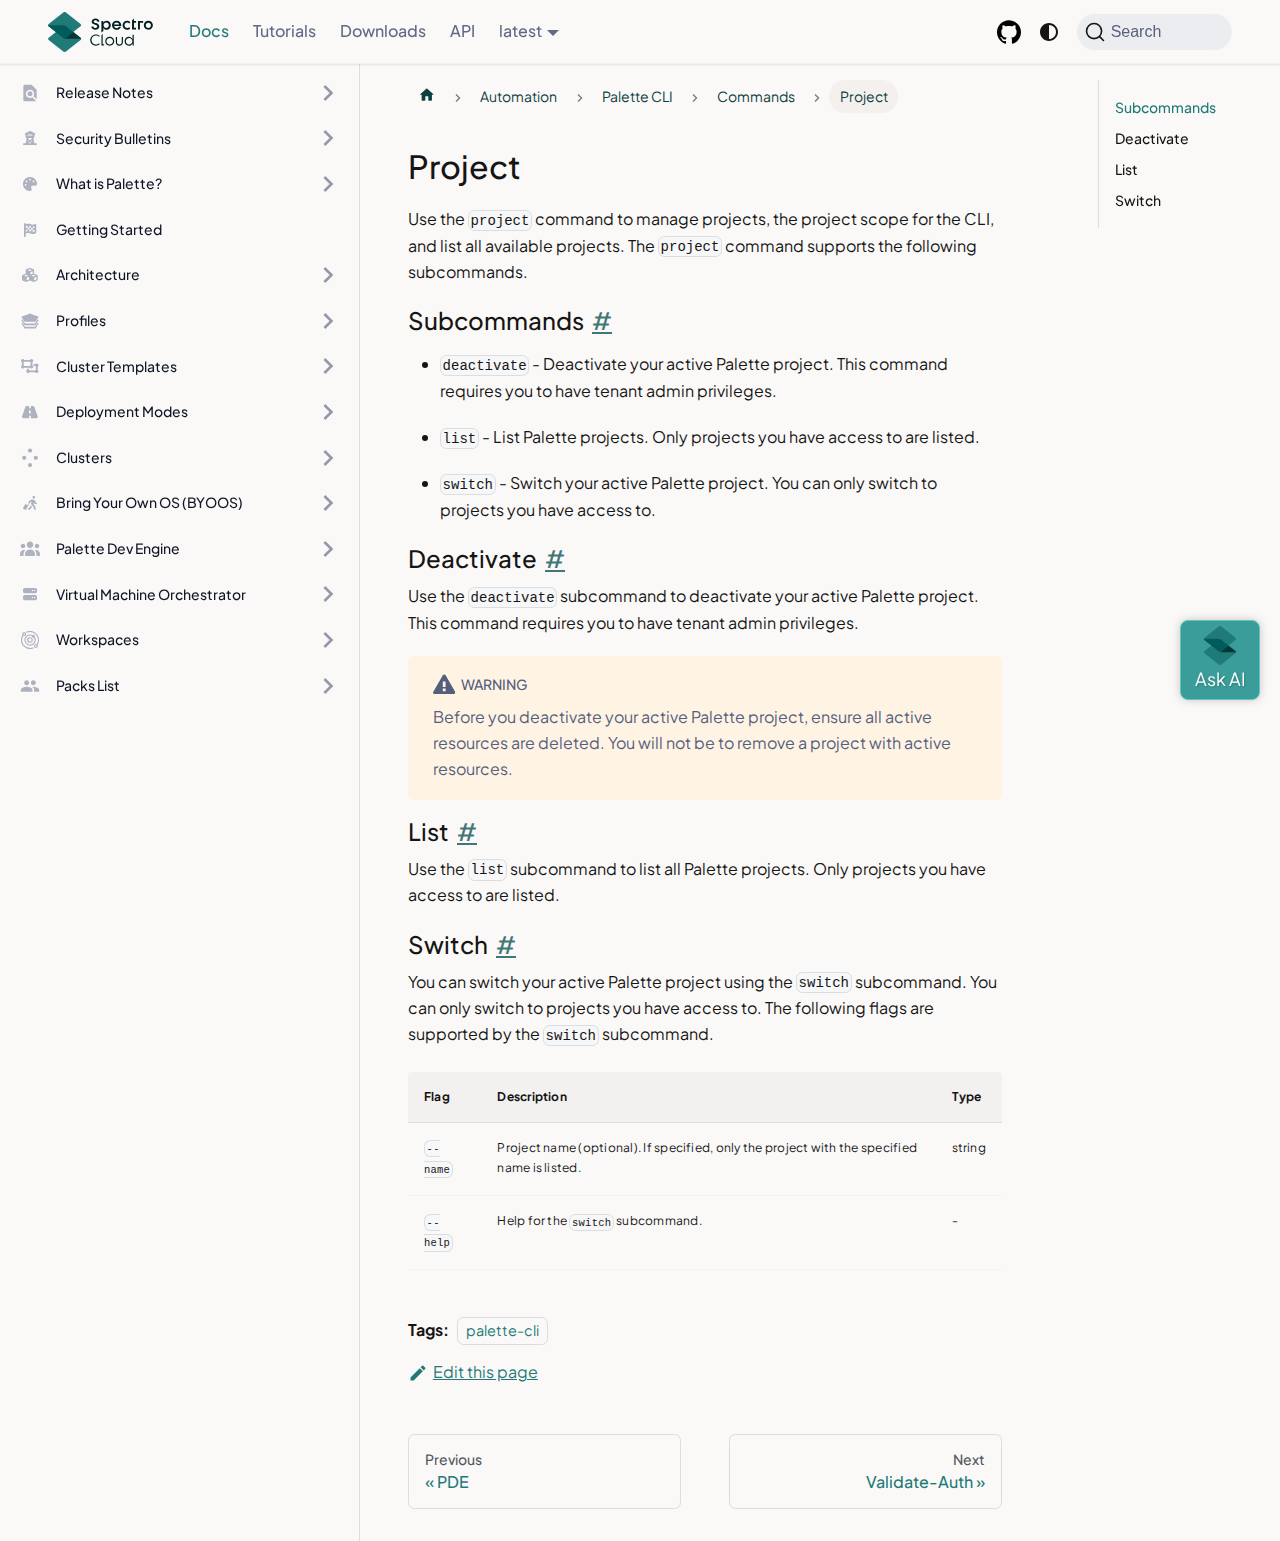 Spectro Cloud
Docs
Tutorials
Downloads
API
latest
Search
Release Notes
Security Bulletins
What is Palette?
Getting Started
Architecture
Profiles
Cluster Templates
Deployment Modes
Clusters
Bring Your Own OS (BYOOS)
Palette Dev Engine
Virtual Machine Orchestrator
Workspaces
Packs List
Automation
Palette CLI
Commands
Project
Project
Use the project command to manage projects, the project scope for the CLI,
and list all available projects. The project command supports the following
subcommands.
Subcommands #
deactivate - Deactivate your active Palette project. This command
requires you to have tenant admin privileges.
list - List Palette projects. Only projects you have access to are listed.
switch - Switch your active Palette project. You can only switch to
projects you have access to.
Deactivate #
Use the deactivate subcommand to deactivate your active Palette project.
This command requires you to have tenant admin privileges.
WARNING
Before you deactivate your active Palette project, ensure all active
resources are deleted. You will not be to remove a project with active
resources.
List #
Use the list subcommand to list all Palette projects. Only projects you have
access to are listed.
Switch #
You can switch your active Palette project using the switch subcommand. You
can only switch to projects you have access to. The following flags are
supported by the switch subcommand.
Flag Description Type
-- Project name (optional). If specified, only the project with the specified string
name name is listed.
-- Help for the switch subcommand. -
help
Tags: palette-cli
Edit this page
Previous
« PDE
Next
Validate-Auth »
Subcommands
Deactivate
List
Switch
Ask AI